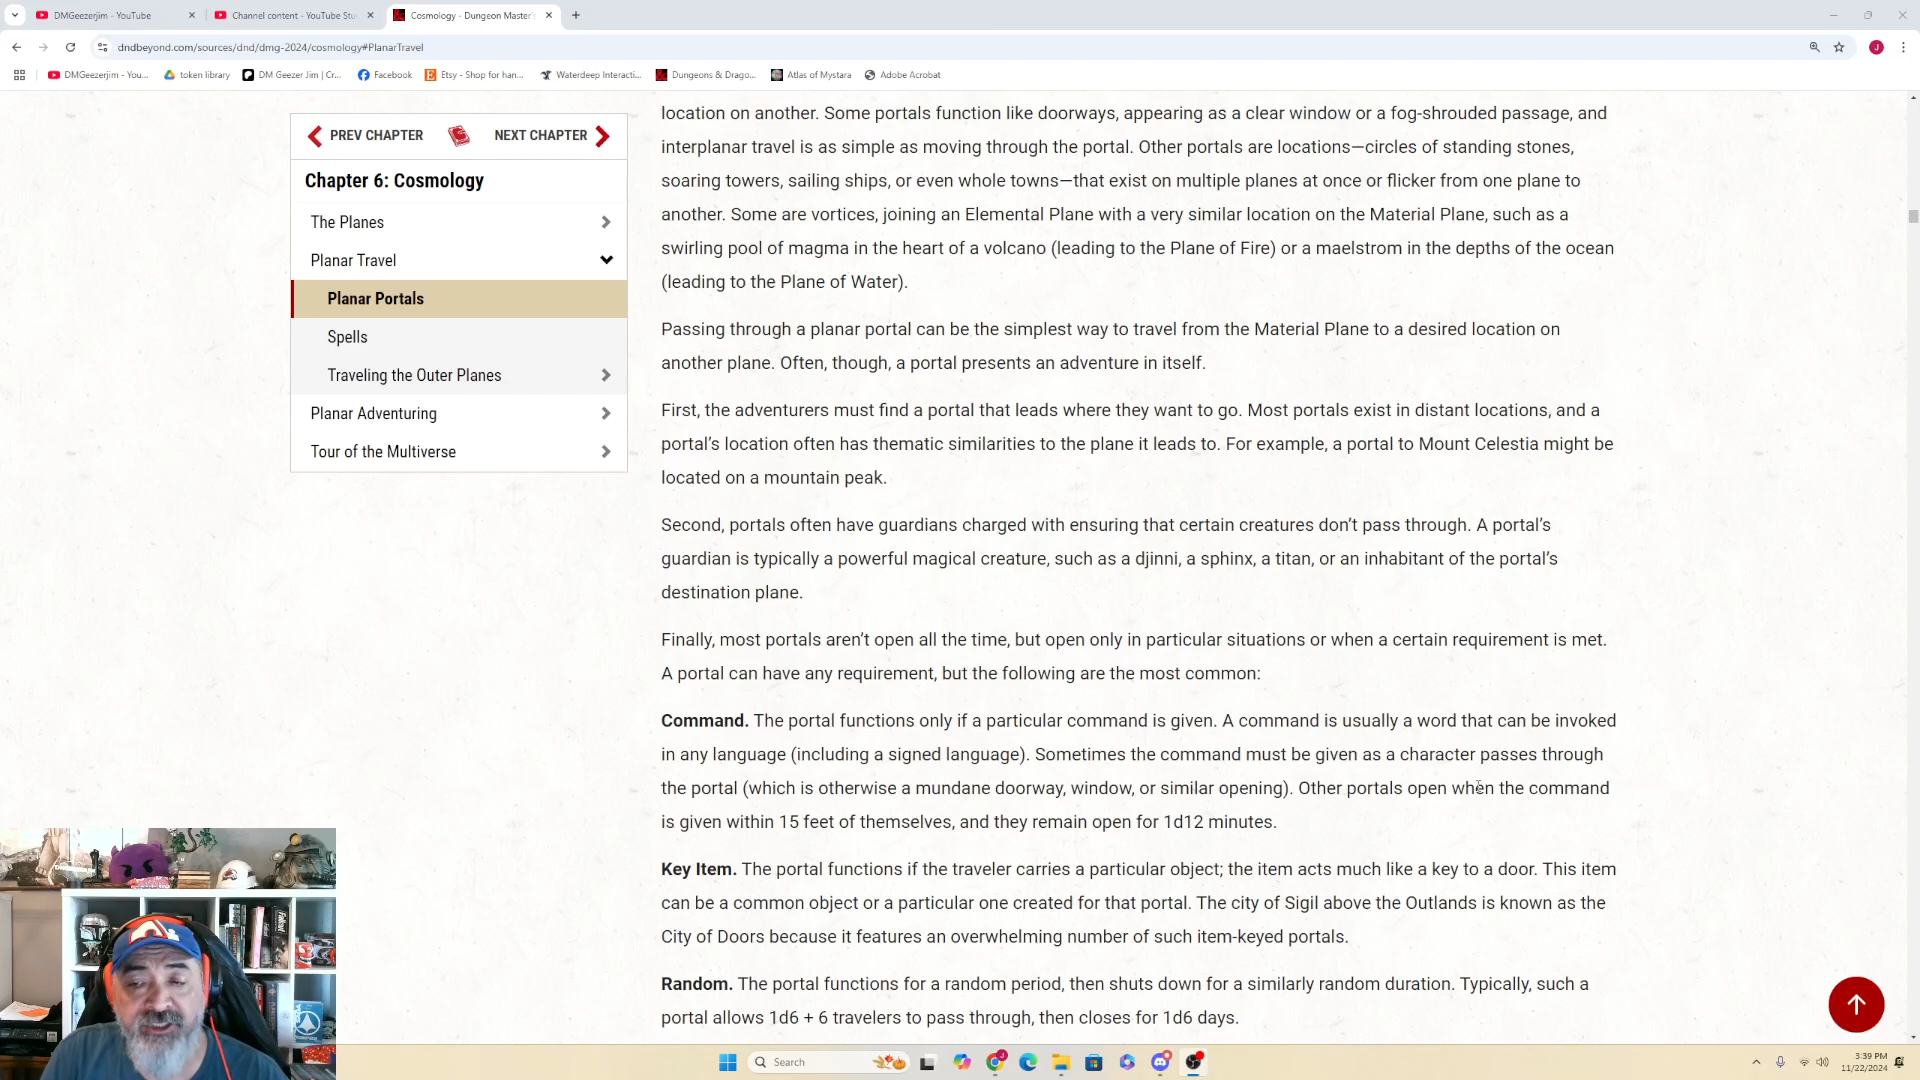 DMGeezerjim - YouTube
Channel content - YouTube Stu
Cosmology - Dungeon Master's
dndbeyond.com/sources/dnd/dmg-2024/cosmology#PlanarTravel
J
DMGeezerjim - You...
token library
DM Geezer Jim | Cr...
Facebook
Etsy - Shop for han...
Waterdeep Interacti...
Dungeons & Drago...
Atlas of Mystara
Adobe Acrobat
PREV CHAPTER
NEXT CHAPTER
Chapter 6: Cosmology
The Planes
Planar Travel
Planar Portals
Spells
Traveling the Outer Planes
Planar Adventuring
Tour of the Multiverse
location on another. Some portals function like doorways, appearing as a clear window or a fog-shrouded passage, and
interplanar travel is as simple as moving through the portal. Other portals are locations—circles of standing stones,
soaring towers, sailing ships, or even whole towns—that exist on multiple planes at once or flicker from one plane to
another. Some are vortices, joining an Elemental Plane with a very similar location on the Material Plane, such as a
swirling pool of magma in the heart of a volcano (leading to the Plane of Fire) or a maelstrom in the depths of the ocean
(leading to the Plane of Water).
Passing through a planar portal can be the simplest way to travel from the Material Plane to a desired location on
another plane. Often, though, a portal presents an adventure in itself.
First, the adventurers must find a portal that leads where they want to go. Most portals exist in distant locations, and a
portal's location often has thematic similarities to the plane it leads to. For example, a portal to Mount Celestia might be
located on a mountain peak.
Second, portals often have guardians charged with ensuring that certain creatures don't pass through. A portal's
guardian is typically a powerful magical creature, such as a djinni, a sphinx, a titan, or an inhabitant of the portal's
destination plane.
Finally, most portals aren't open all the time, but open only in particular situations or when a certain requirement is met.
A portal can have any requirement, but the following are the most common:
Command. The portal functions only if a particular command is given. A command is usually a word that can be invoked
in any language (including a signed language). Sometimes the command must be given as a character passes through
the portal (which is otherwise a mundane doorway, window, or similar opening). Other portals open when the command
is given within 15 feet of themselves, and they remain open for 1d12 minutes.
Key Item. The portal functions if the traveler carries a particular object; the item acts much like a key to a door. This item
can be a common object or a particular one created for that portal. The city of Sigil above the Outlands is known as the
City of Doors because it features an overwhelming number of such item-keyed portals.
Random. The portal functions for a random period, then shuts down for a similarly random duration. Typically, such a
portal allows 1d6 + 6 travelers to pass through, then closes for 1d6 days.
Search
3:39 PM
11/22/2024